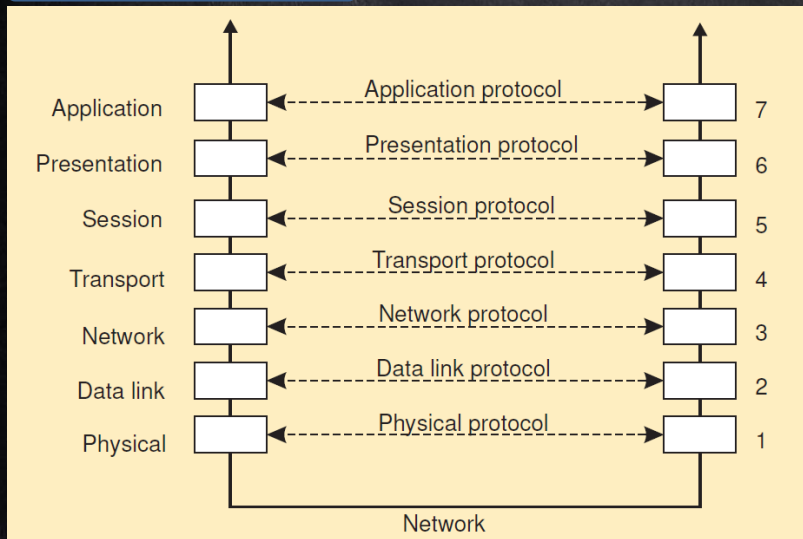 Application Application protocol 7
Presentation Presentation protocol 6
Session Session protocol 5
Transport Transport protocol 4
Network Network protocol 3
Data link Data link protocol 2
Physical Physical protocol 1
Network